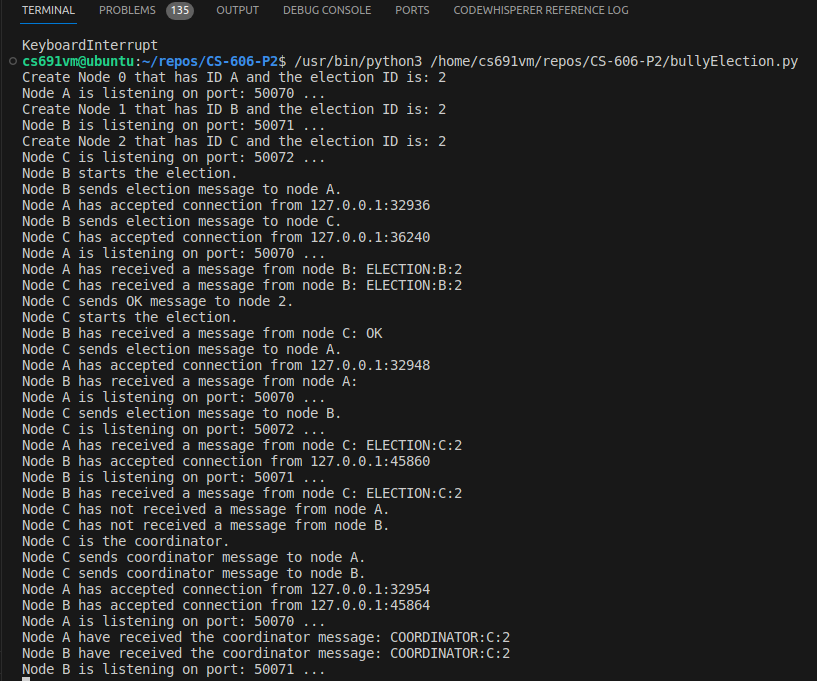 TERMINAL PROBLEMS 135 OUTPUT DEBUG CONSOLE PORTS CODEWHISPERER REFERENCE LOG
KeyboardInterrupt
cs691vm@ubuntu:~/repos/CS-606-P2$ /usr/bin/python3 /home/cs691vm/repos/CS-606-P2/bullyElection.py
Create Node 0 that has ID A and the election ID is: 2
Node A is listening on port: 50070 ...
Create Node 1 that has ID B and the election ID is: 2
Node B is listening on port: 50071 ...
Create Node 2 that has ID C and the election ID is: 2
Node C is listening on port: 50072 ...
Node B starts the election.
Node B sends election message to node A.
Node A has accepted connection from 127.0.0.1:32936
Node B sends election message to node C.
Node C has accepted connection from 127.0.0.1:36240
Node A is listening on port: 50070 ...
Node A has received a message from node B: ELECTION:B:2
Node C has received a message from node B: ELECTION:B:2
Node C sends OK message to node 2.
Node C starts the election.
Node B has received a message from node C: OK
Node C sends election message to node A.
Node A has accepted connection from 127.0.0.1:32948
Node B has received a message from node A:
Node A is listening on port: 50070 ...
Node C sends election message to node B.
Node C is listening on port: 50072 ...
Node A has received a message from node C: ELECTION:C:2
Node B has accepted connection from 127.0.0.1:45860
Node B is listening on port: 50071 ...
Node B has received a message from node C: ELECTION:C:2
Node C has not received a message from node A.
Node C has not received a message from node B.
Node C is the coordinator.
Node C sends coordinator message to node A.
Node C sends coordinator message to node B.
Node A has accepted connection from 127.0.0.1:32954
Node B has accepted connection from 127.0.0.1:45864
Node A is listening on port: 50070 ...
Node A have received the coordinator message: COORDINATOR:C:2
Node B have received the coordinator message: COORDINATOR:C:2
Node B is listening on port: 50071 ...